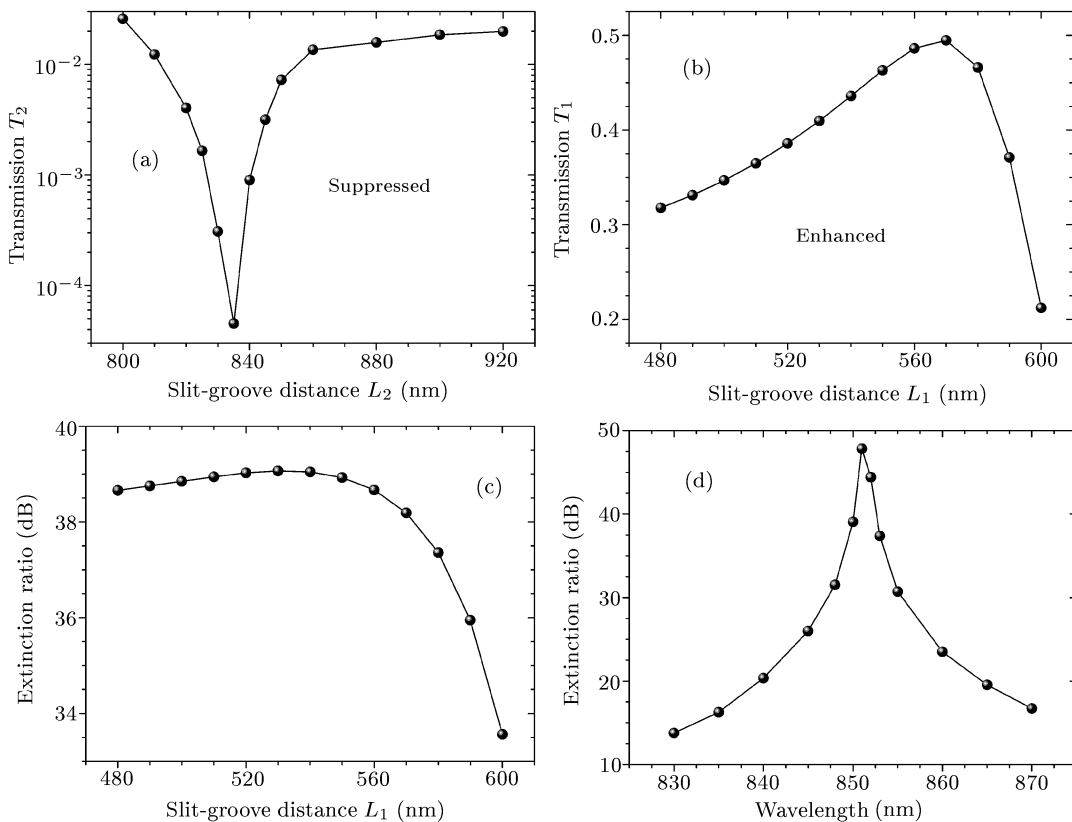 (a)
Suppressed
Transmission T₂
10⁻²
10⁻³
10⁻⁴
800 840 880 920
Slit-groove distance L₂ (nm)
(b)
Enhanced
Transmission T₁
0.5
0.4
0.3
0.2
480 520 560 600
Slit-groove distance L₁ (nm)
(c)
Extinction ratio (dB)
40
38
36
34
480 520 560 600
Slit-groove distance L₁ (nm)
(d)
Extinction ratio (dB)
50
40
30
20
10
830 840 850 860 870
Wavelength (nm)